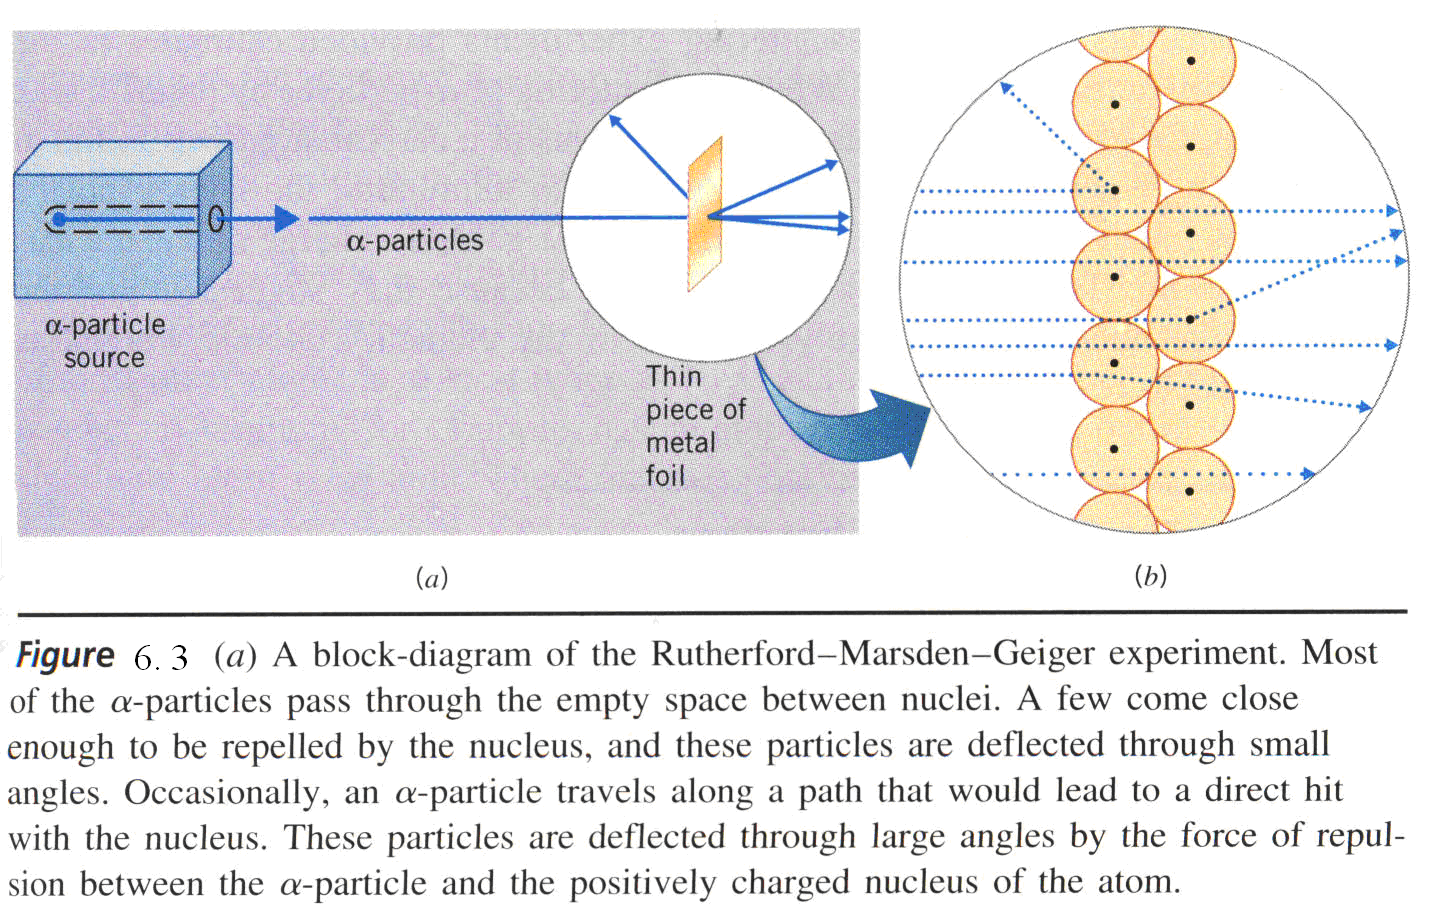 α-particles
α-particle
source
Thin
piece of
metal
foil
(a)
(b)
Figure 6.3 (a) A block-diagram of the Rutherford–Marsden–Geiger experiment. Most
of the α-particles pass through the empty space between nuclei. A few come close
enough to be repelled by the nucleus, and these particles are deflected through small
angles. Occasionally, an α-particle travels along a path that would lead to a direct hit
with the nucleus. These particles are deflected through large angles by the force of repul-
sion between the α-particle and the positively charged nucleus of the atom.